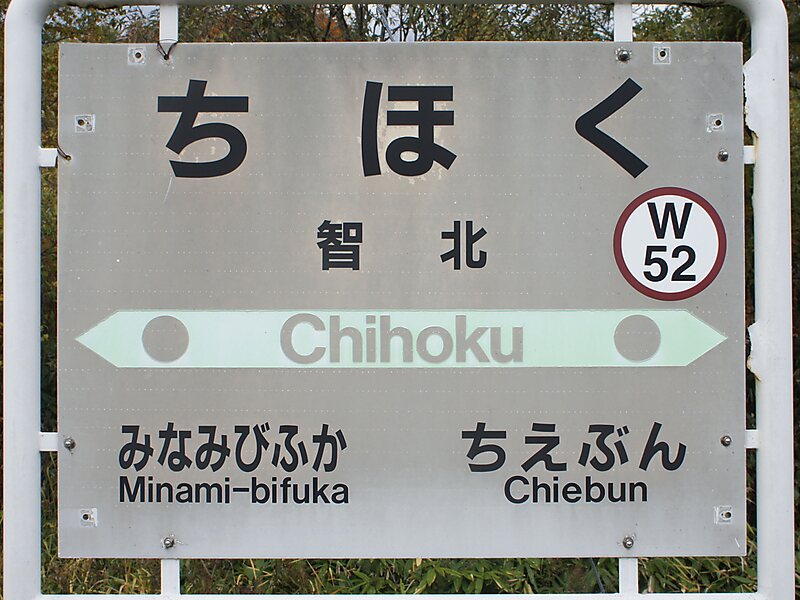 ちほく
智北
W
52
Chihoku
みなみびふか ちえぶん
Minami-bifuka Chiebun